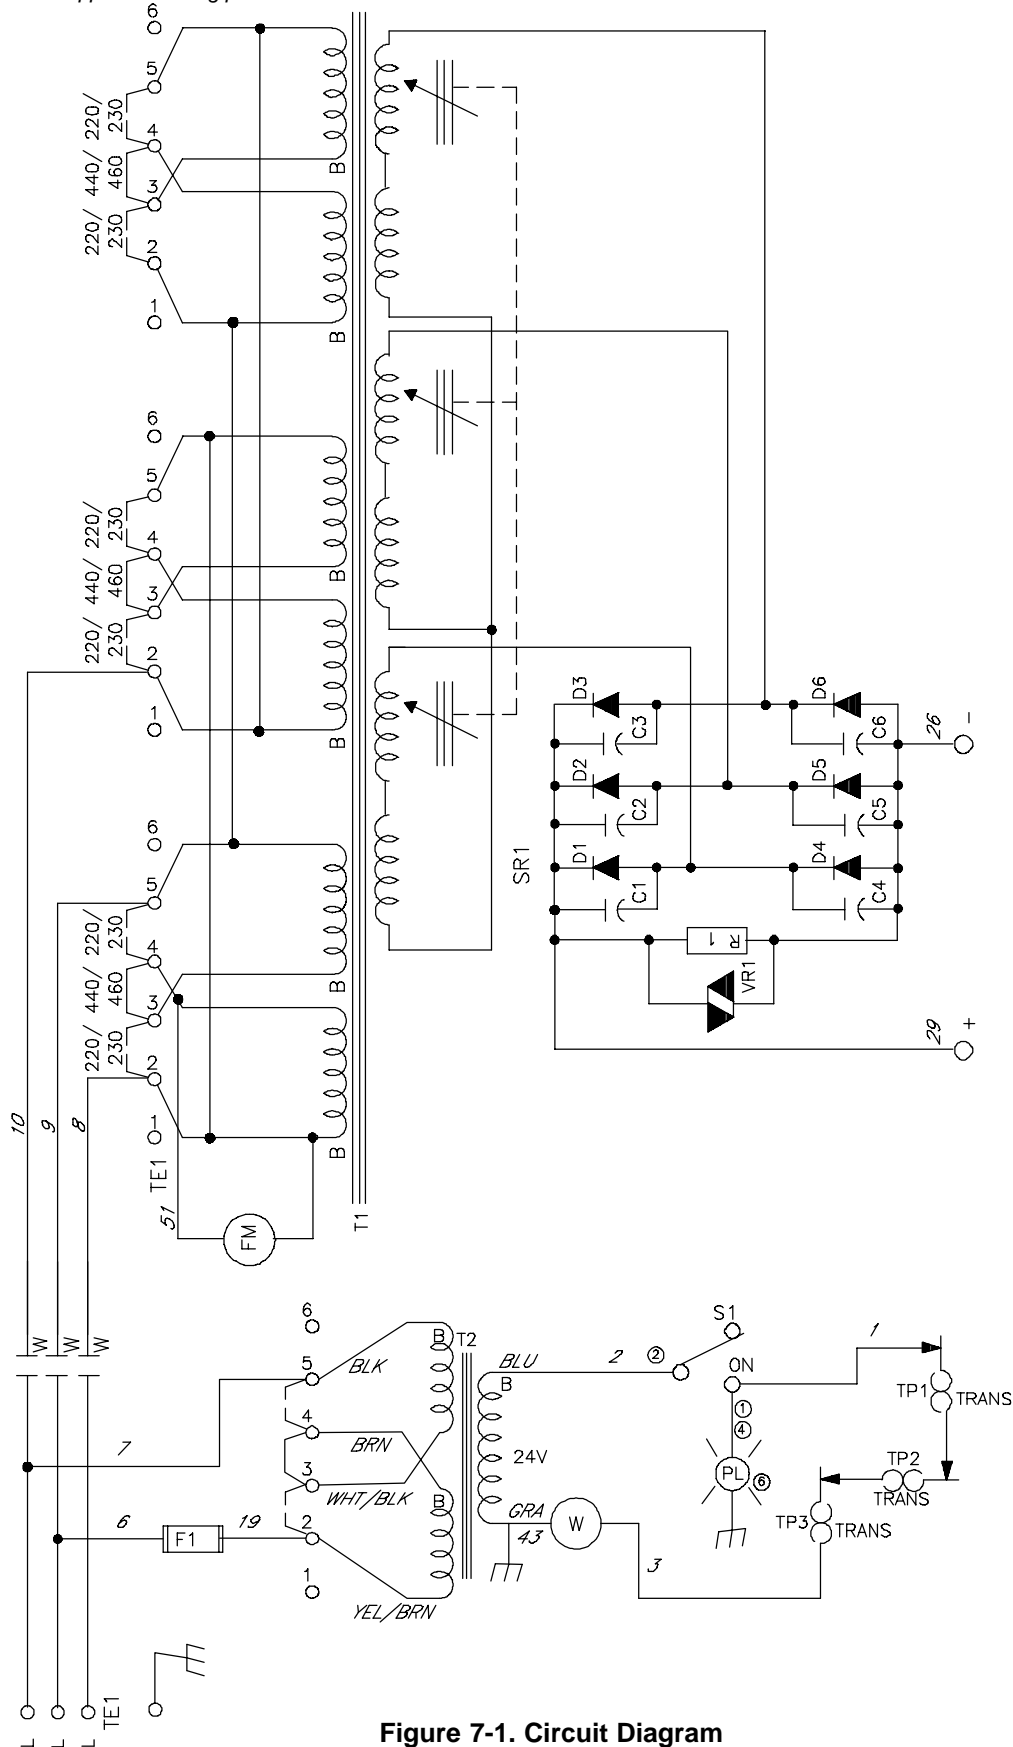 6
5
4
3
2
1
220/
230
440/
460
220/
230
B
B
6
5
4
3
2
1
220/
230
440/
460
220/
230
B
B
6
5
4
3
2
1
220/
230
440/
460
220/
230
B
B
10
9
8
TE1
51
FM
T1
SR1
D3
C3
D2
C2
D1
C1
D6
C6
D5
C5
D4
C4
R 1
VR1
26
-
29
+
W
W
W
6
5
4
3
2
1
BLK
BRN
WHT/BLK
YEL/BRN
B
B
T2
7
6
F1
19
BLU
B
24V
GRA
43
W
2
2
S1
ON
1
4
PL
6
1
TP1
TRANS
TP2
TRANS
TP3
TRANS
3
L
L
L
TE1
Figure 7-1. Circuit Diagram